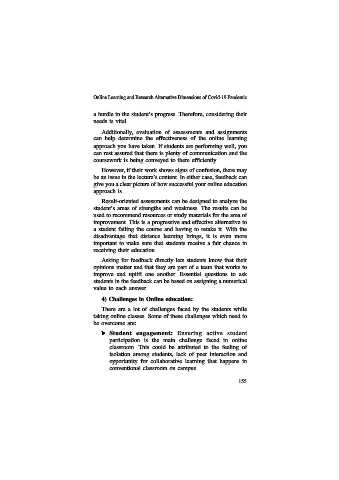 Online Learning and Research Alternative Dimensions of Covid-19 Pandemic
a hurdle in the student's progress. Therefore, considering their
needs is vital.
Additionally, evaluation of assessments and assignments
can help determine the effectiveness of the online learning
approach you have taken. If students are performing well, you
can rest assured that there is plenty of communication and the
coursework is being conveyed to them efficiently.
However, if their work shows signs of confusion, there may
be an issue in the lecture's content. In either case, feedback can
give you a clear picture of how successful your online education
approach is.
Result-oriented assessments can be designed to analyze the
student's areas of strengths and weakness. The results can be
used to recommend resources or study materials for the area of
improvement. This is a progressive and effective alternative to
a student failing the course and having to retake it. With the
disadvantage that distance learning brings, it is even more
important to make sure that students receive a fair chance in
receiving their education.
Asking for feedback directly lets students know that their
opinions matter and that they are part of a team that works to
improve and uplift one another. Essential questions to ask
students in the feedback can be based on assigning a numerical
value to each answer.
4) Challenges in Online education:
There are a lot of challenges faced by the students while
taking online classes. Some of these challenges which need to
be overcome are:
Student engagement: Ensuring active student
participation is the main challenge faced in online
classroom. This could be attributed to the feeling of
isolation among students, lack of peer interaction and
opportunity for collaborative learning that happens in
conventional classroom on campus.
155